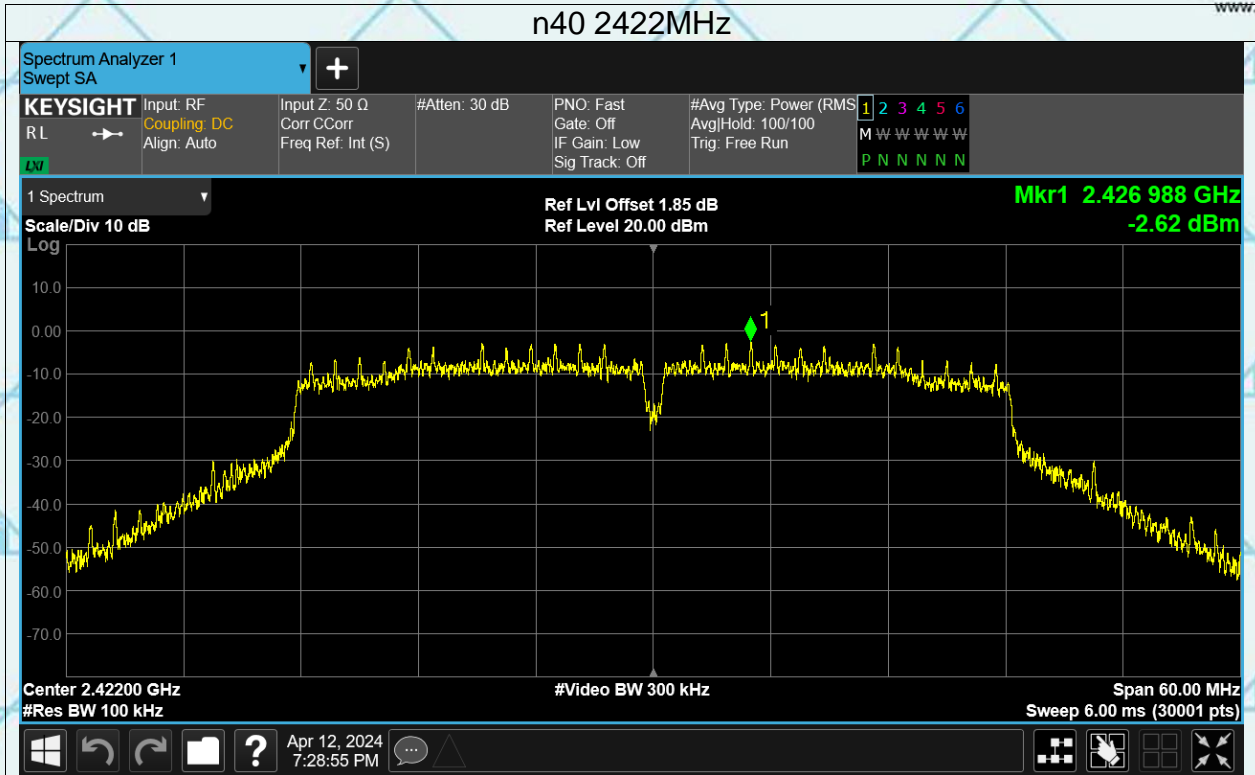 www.
n40 2422MHz
Spectrum Analyzer 1
Swept SA
+
KEYSIGHT
RL
LXI
Input: RF
Coupling: DC
Align: Auto
Input Z: 50 Ω
Corr CCorr
Freq Ref: Int (S)
#Atten: 30 dB
PNO: Fast
Gate: Off
IF Gain: Low
Sig Track: Off
#Avg Type: Power (RMS
Avg|Hold: 100/100
Trig: Free Run
1 2 3 4 5 6
M W W W W W
P N N N N N
1 Spectrum
Scale/Div 10 dB
Log
Ref Lvl Offset 1.85 dB
Ref Level 20.00 dBm
Mkr1 2.426 988 GHz
-2.62 dBm
10.0
0.00
-10.0
-20.0
-30.0
-40.0
-50.0
-60.0
-70.0
1
Center 2.42200 GHz
#Res BW 100 kHz
#Video BW 300 kHz
Span 60.00 MHz
Sweep 6.00 ms (30001 pts)
?
Apr 12, 2024
7:28:55 PM